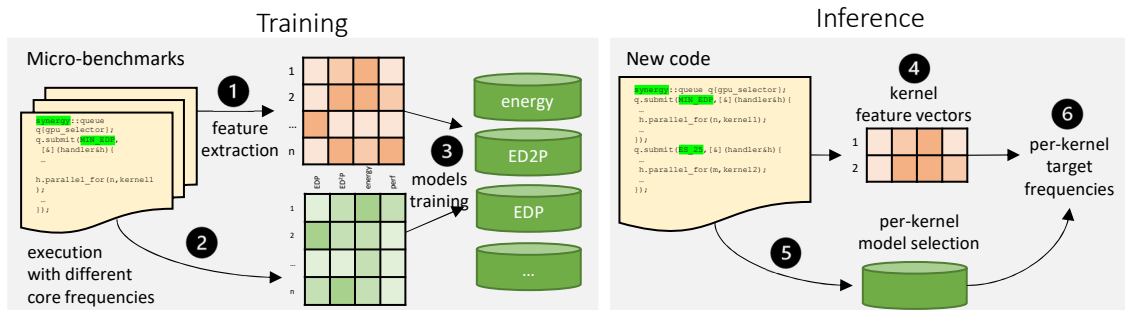 Training
Micro-benchmarks
synergy::queue
q{gpu_selector};
q.submit(MIN_EDP,
[&](handler&h){
…
h.parallel_for(n,kernel1
);
…
});
1
feature
extraction
2
execution
with different
core frequencies
1
2
…
n
EDP
ED²P
energy
perf
1
2
…
n
3
models
training
energy
ED2P
EDP
…
Inference
New code
synergy::queue q{gpu_selector};
q.submit(MIN_EDP,[&](handler&h){
…
h.parallel_for(n,kernel1);
…
});
q.submit(ES_25,[&](handler&h){
…
h.parallel_for(m,kernel2);
…
});
4
kernel
feature vectors
1
2
5
per-kernel
model selection
6
per-kernel
target
frequencies